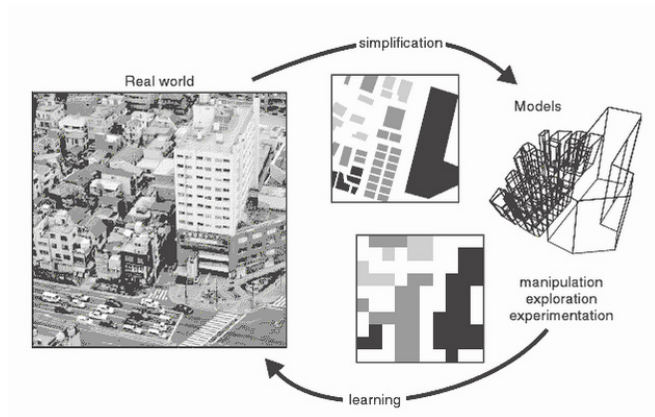 simplification
Real world
Models
manipulation
exploration
experimentation
learning